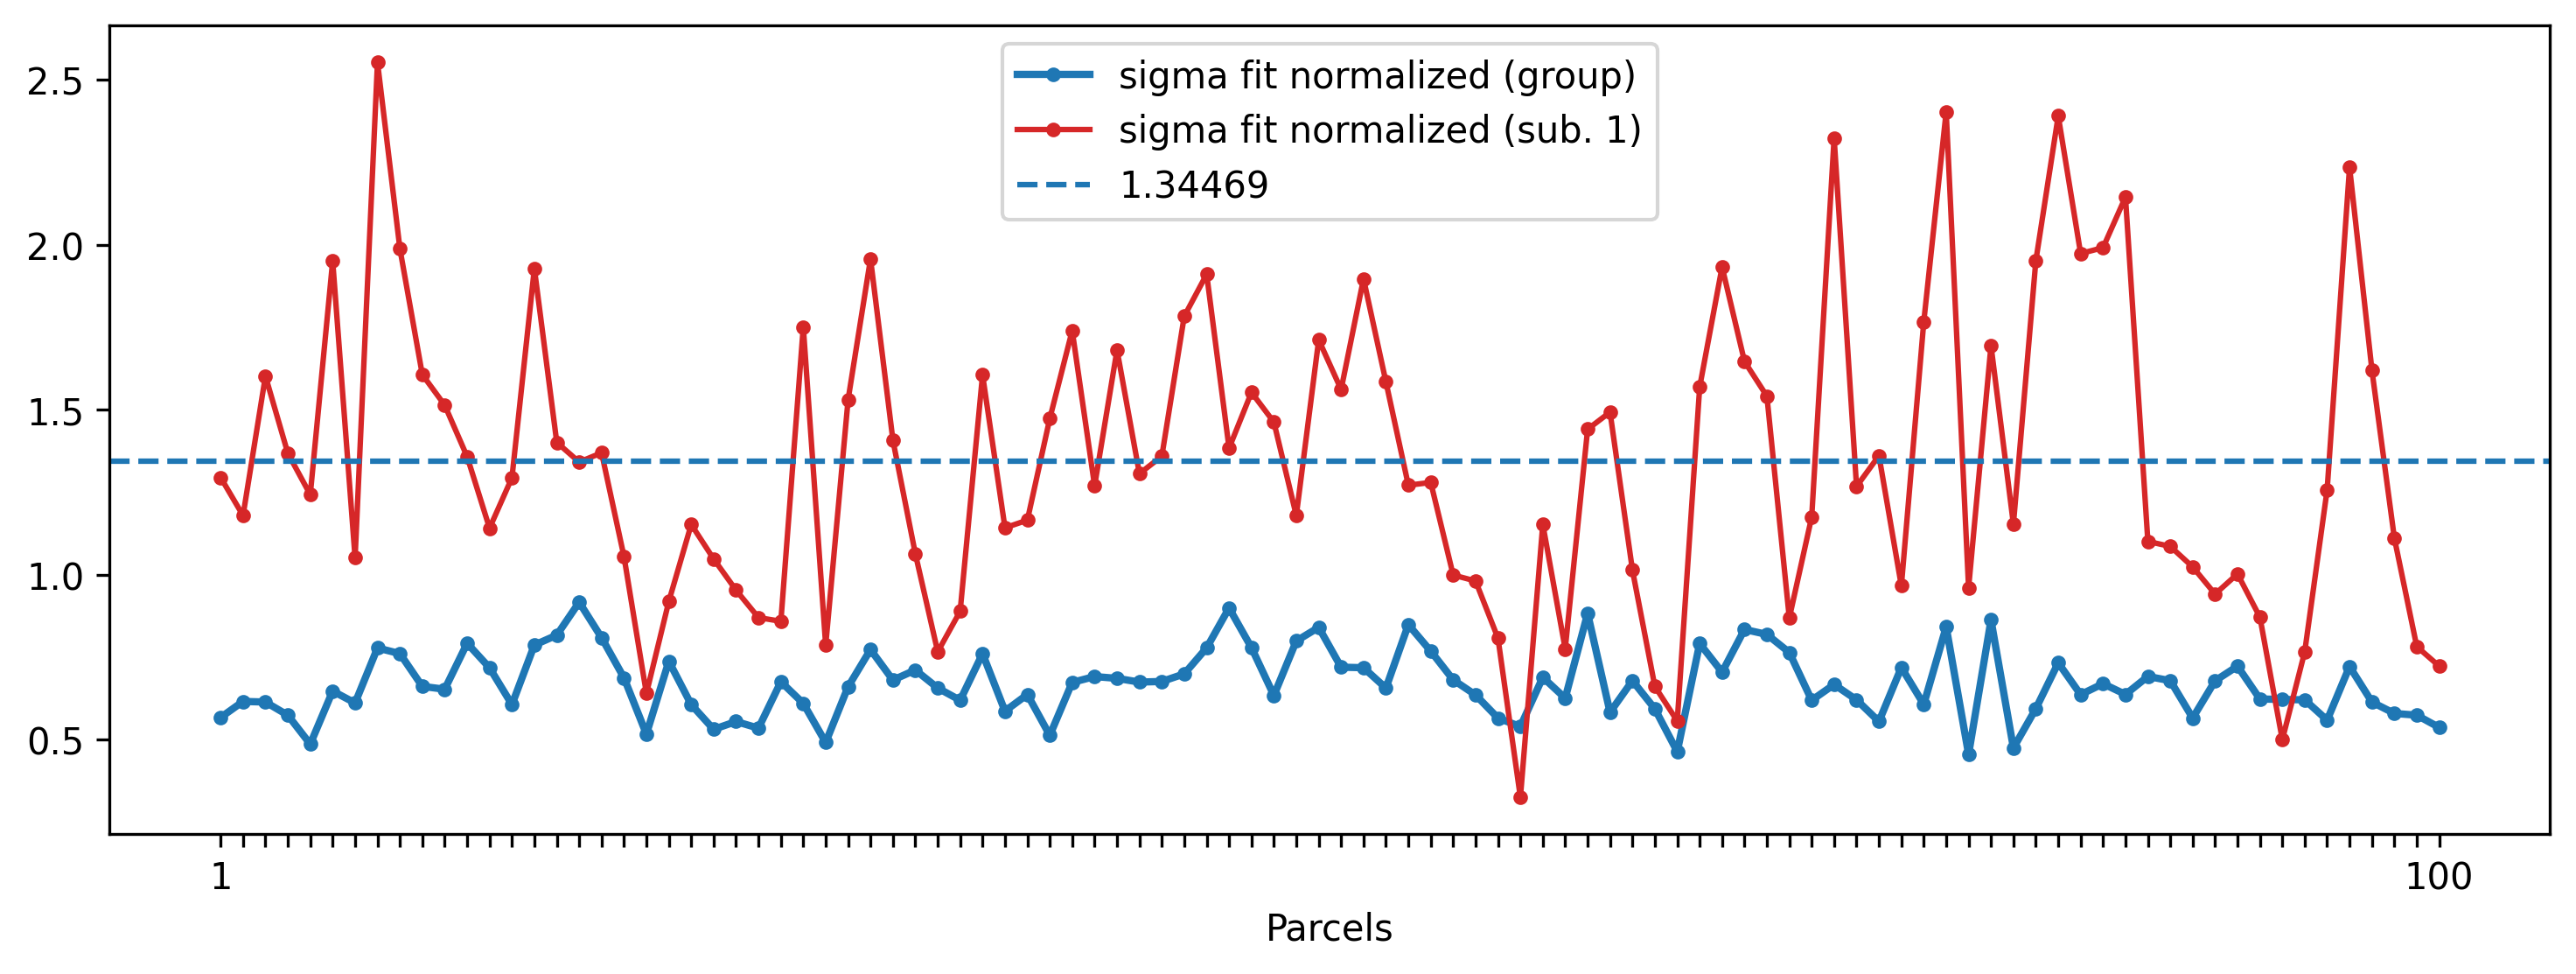 2.5
2.0
1.5
1.0
0.5
sigma fit normalized (group)
sigma fit normalized (sub. 1)
1.34469
1
100
Parcels